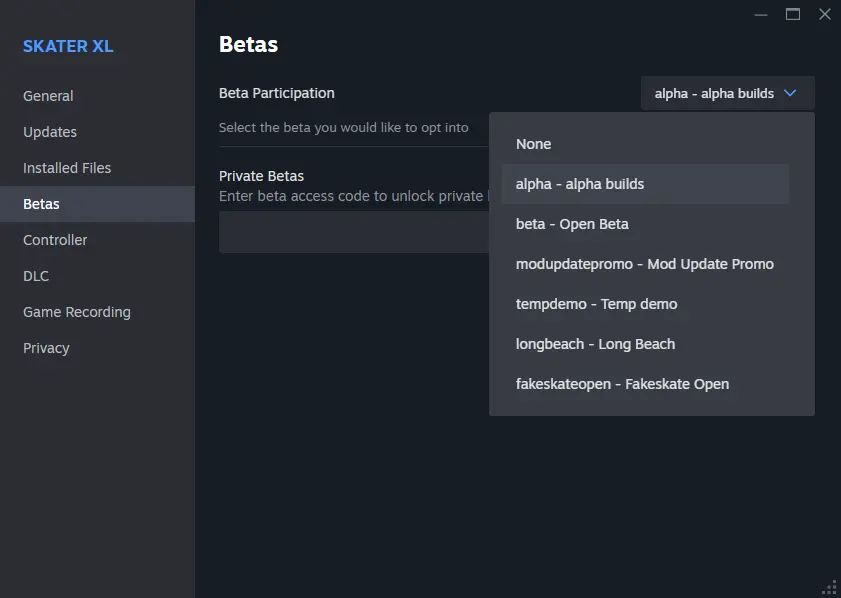 SKATER XL
General
Updates
Installed Files
Betas
Controller
DLC
Game Recording
Privacy
Betas
Beta Participation
alpha - alpha builds
Select the beta you would like to opt into
Private Betas
Enter beta access code to unlock private
None
alpha - alpha builds
beta - Open Beta
modupdatepromo - Mod Update Promo
tempdemo - Temp demo
longbeach - Long Beach
fakeskateopen - Fakeskate Open